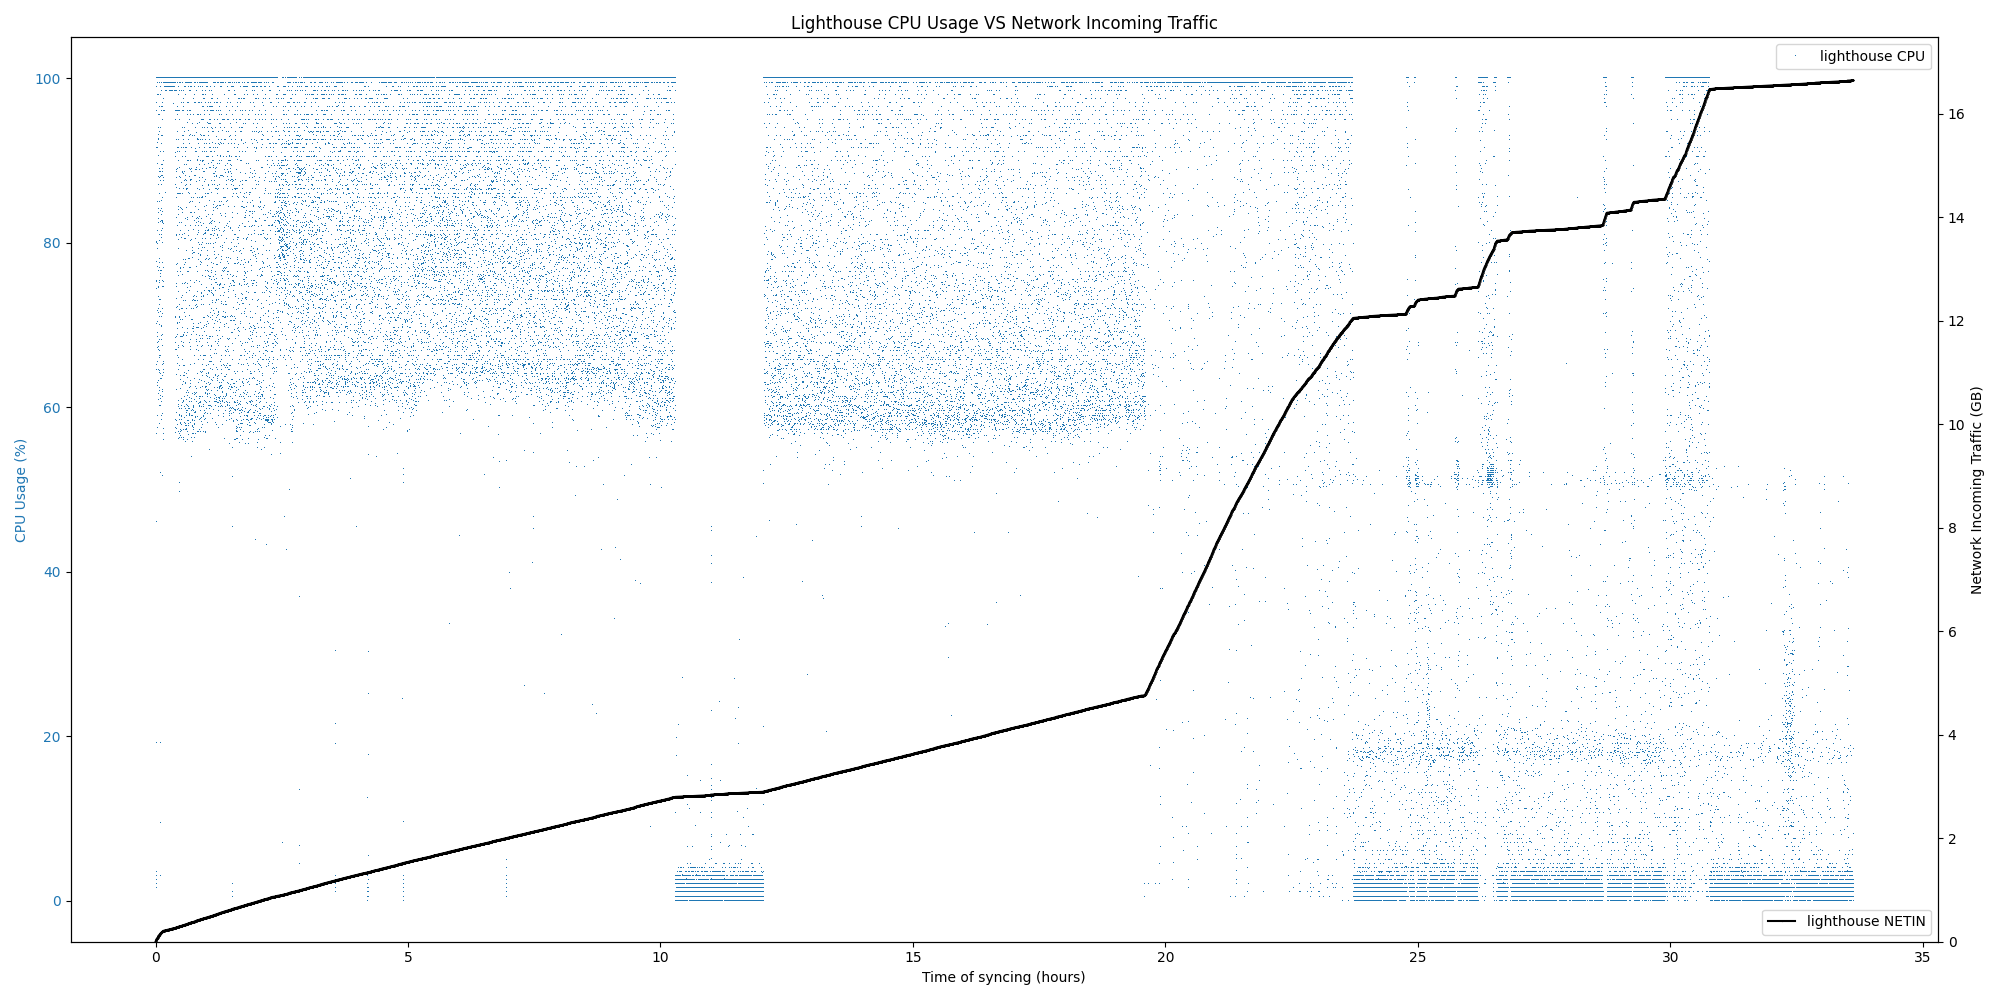 Lighthouse CPU Usage VS Network Incoming Traffic
lighthouse CPU
CPU Usage (%)
100
80
60
40
20
0
Network Incoming Traffic (GB)
16
14
12
10
8
6
4
2
0
lighthouse NETIN
0 5 10 15 20 25 30 35
Time of syncing (hours)